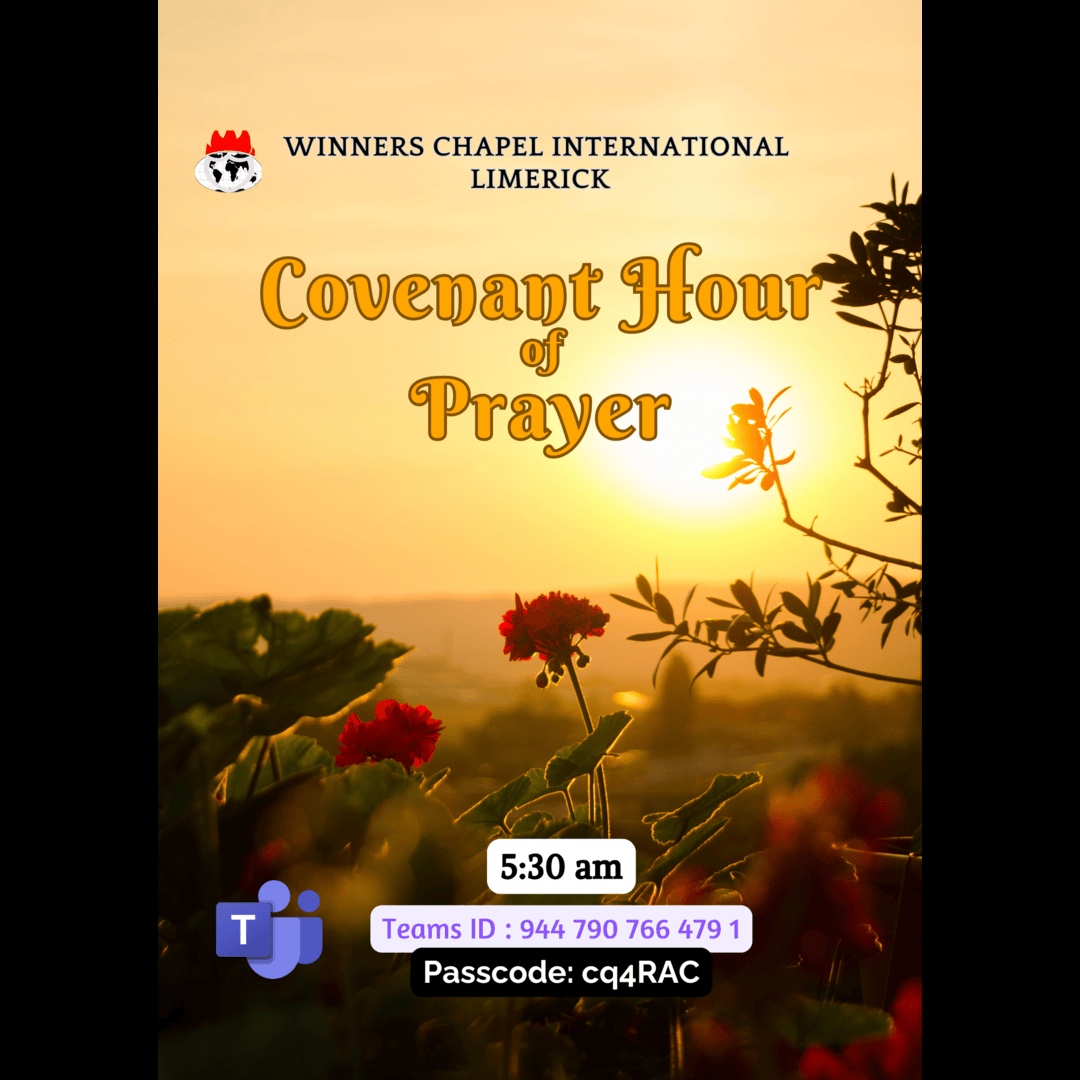 WINNERS CHAPEL INTERNATIONAL
LIMERICK
Covenant Hour
of
Prayer
5:30 am
T
Teams ID : 944 790 766 479 1
Passcode: cq4RAC